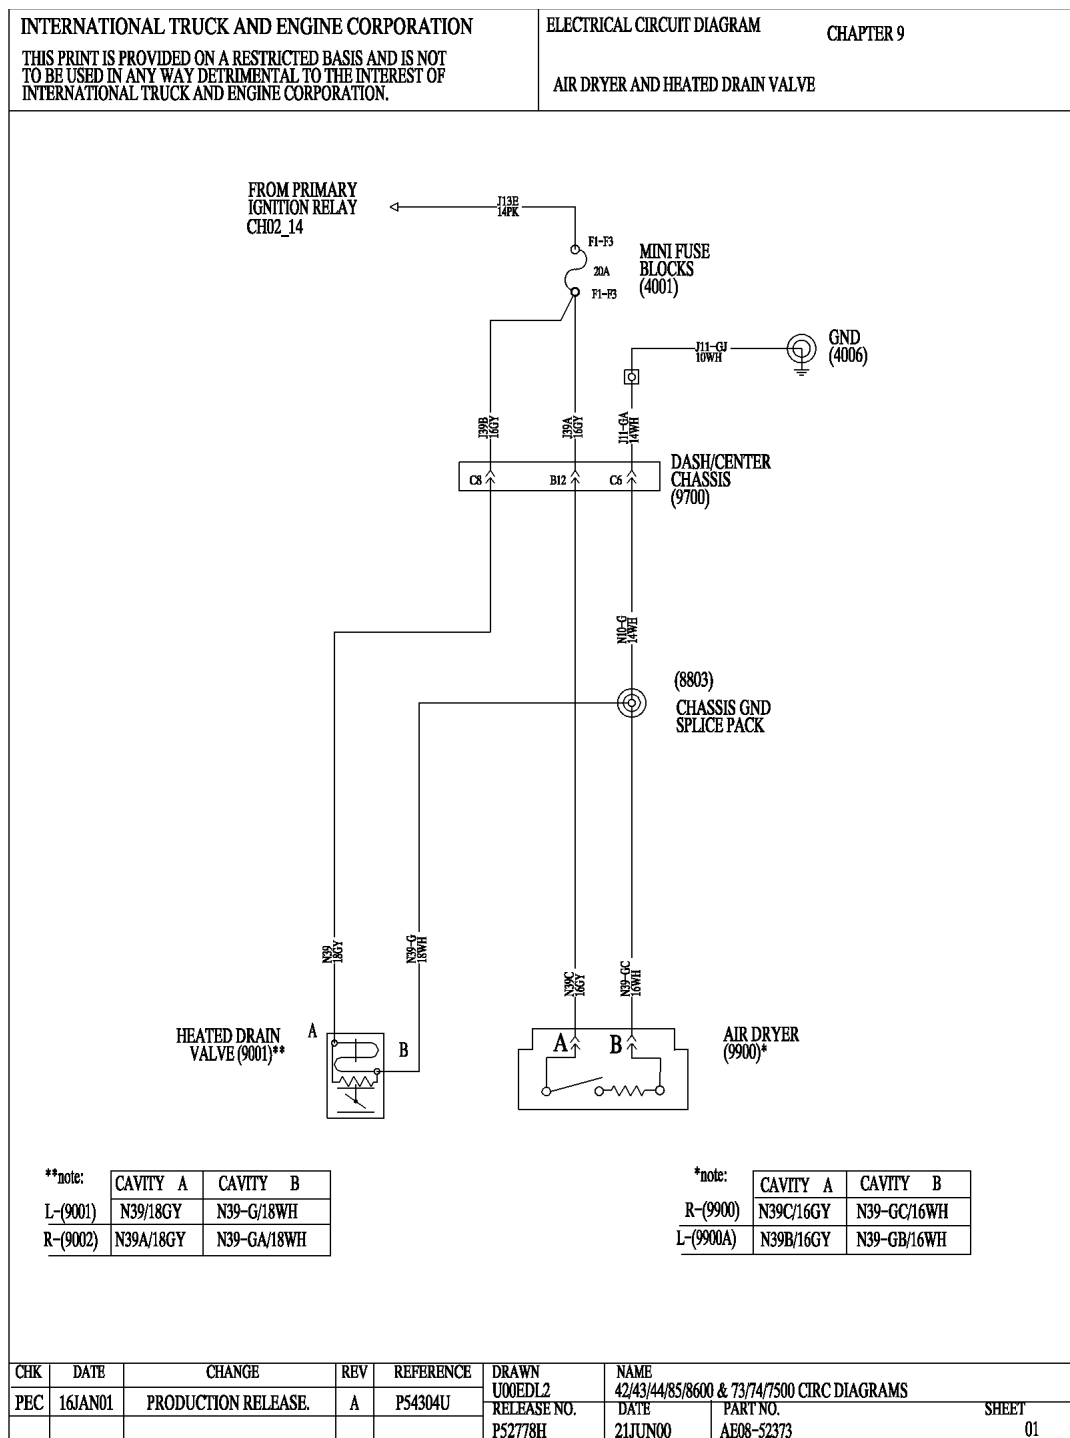 INTERNATIONAL TRUCK AND ENGINE CORPORATION
THIS PRINT IS PROVIDED ON A RESTRICTED BASIS AND IS NOT
TO BE USED IN ANY WAY DETRIMENTAL TO THE INTEREST OF
INTERNATIONAL TRUCK AND ENGINE CORPORATION.
ELECTRICAL CIRCUIT DIAGRAM
CHAPTER 9
AIR DRYER AND HEATED DRAIN VALVE
FROM PRIMARY
IGNITION RELAY
CH02_14
J13E
14PK
F1-F3
20A
F1-F3
MINI FUSE
BLOCKS
(4001)
GND
(4006)
J11-GJ
10WH
J39B
16GY
J39A
16GY
J11-GA
14WH
C8
B12
C6
DASH/CENTER
CHASSIS
(9700)
N10-G
14WH
(8803)
CHASSIS GND
SPLICE PACK
N39
18GY
N39-G
18WH
N39C
16GY
N39-GC
16WH
HEATED DRAIN
VALVE (9001)**
A
B
A
B
AIR DRYER
(9900)*
**note:
CAVITY A CAVITY B
L-(9001) N39/18GY N39-G/18WH
R-(9002) N39A/18GY N39-GA/18WH
*note:
CAVITY A CAVITY B
R-(9900) N39C/16GY N39-GC/16WH
L-(9900A) N39B/16GY N39-GB/16WH
CHK DATE CHANGE REV REFERENCE
PEC 16JAN01 PRODUCTION RELEASE. A P54304U
DRAWN
U00EDL2
NAME
42/43/44/85/8600 & 73/74/7500 CIRC DIAGRAMS
RELEASE NO.
P52778H
DATE
21JUN00
PART NO.
AE08-52373
SHEET
01